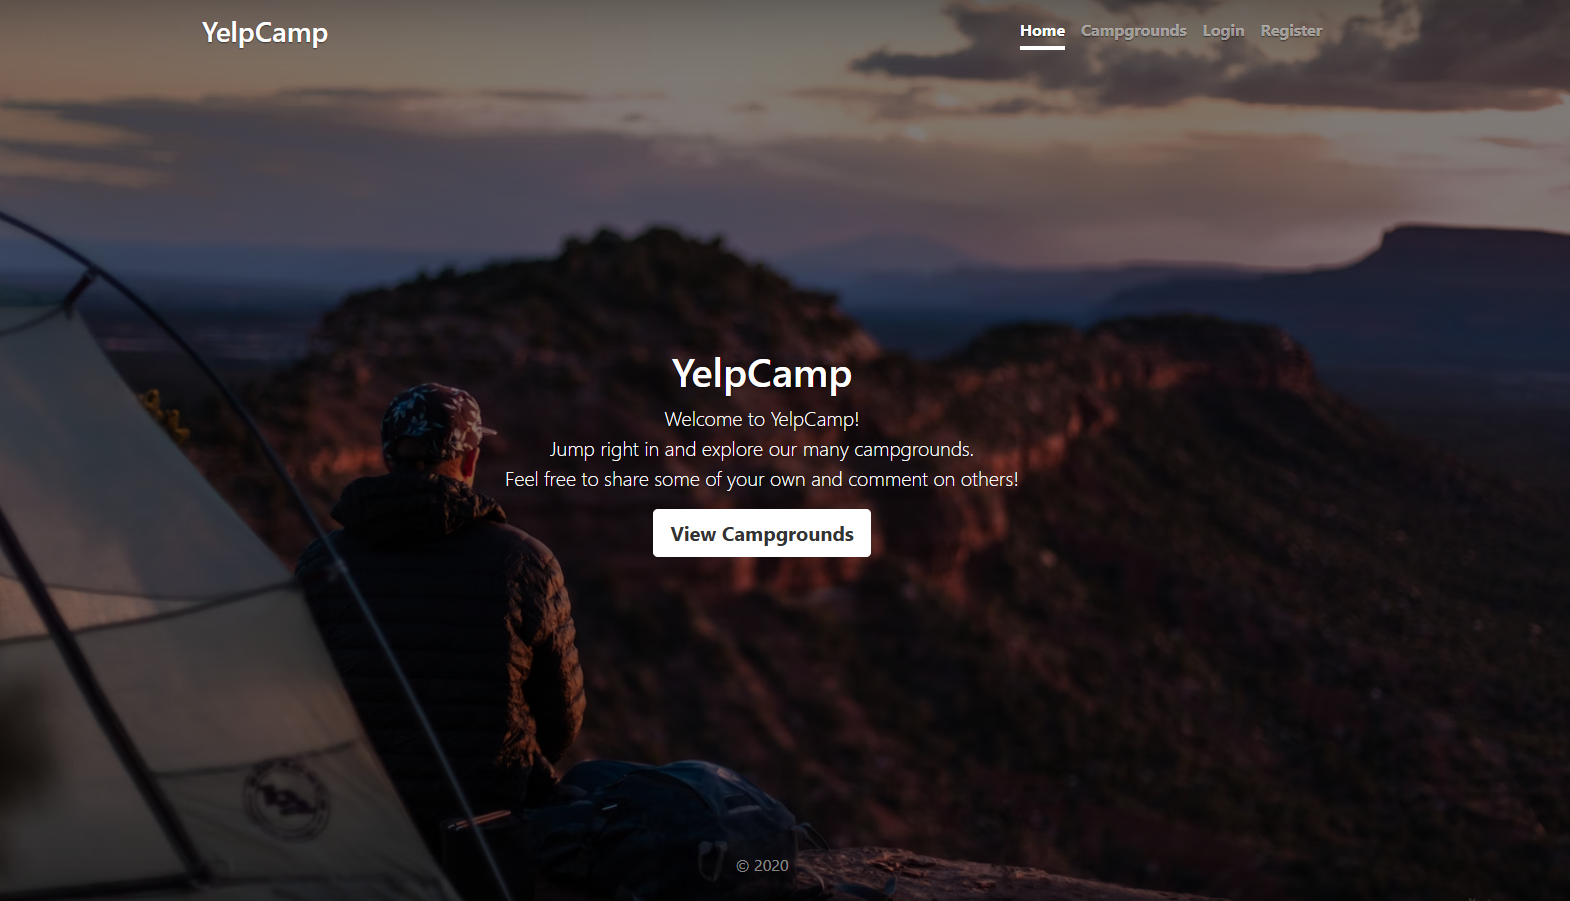 YelpCamp
Home Campgrounds Login Register
YelpCamp
Welcome to YelpCamp!
Jump right in and explore our many campgrounds.
Feel free to share some of your own and comment on others!
View Campgrounds
© 2020